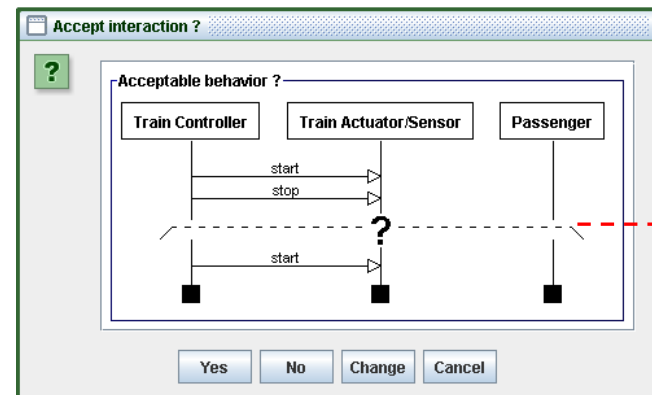 Accept interaction ?
?
Acceptable behavior ?
Train Controller Train Actuator/Sensor Passenger
start
stop
?
start
Yes No Change Cancel